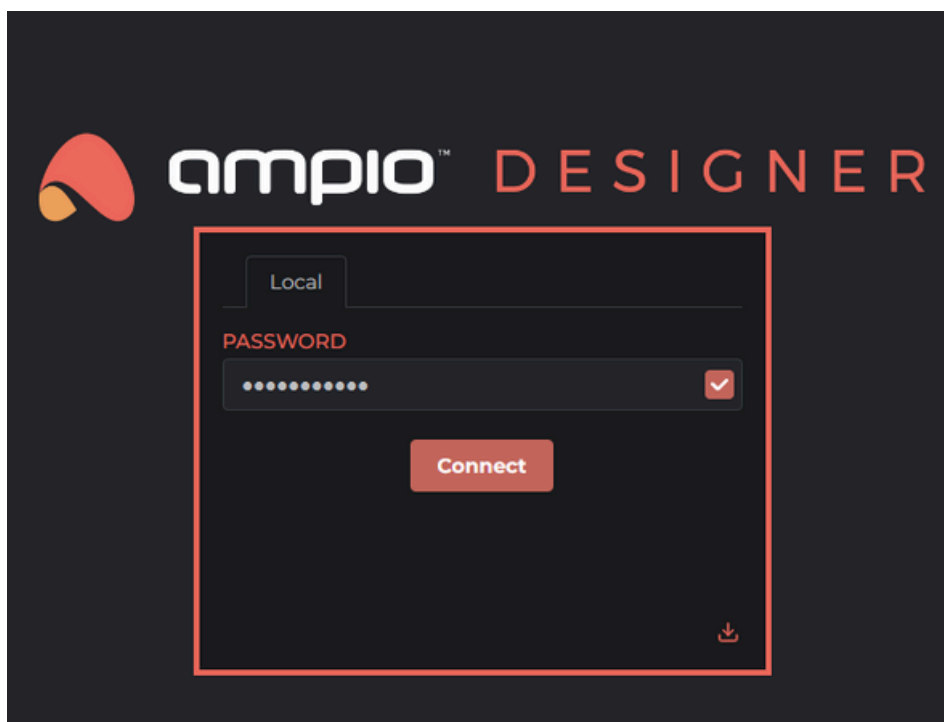 ampio™ DESIGNER
Local
PASSWORD
•••••••••••
Connect